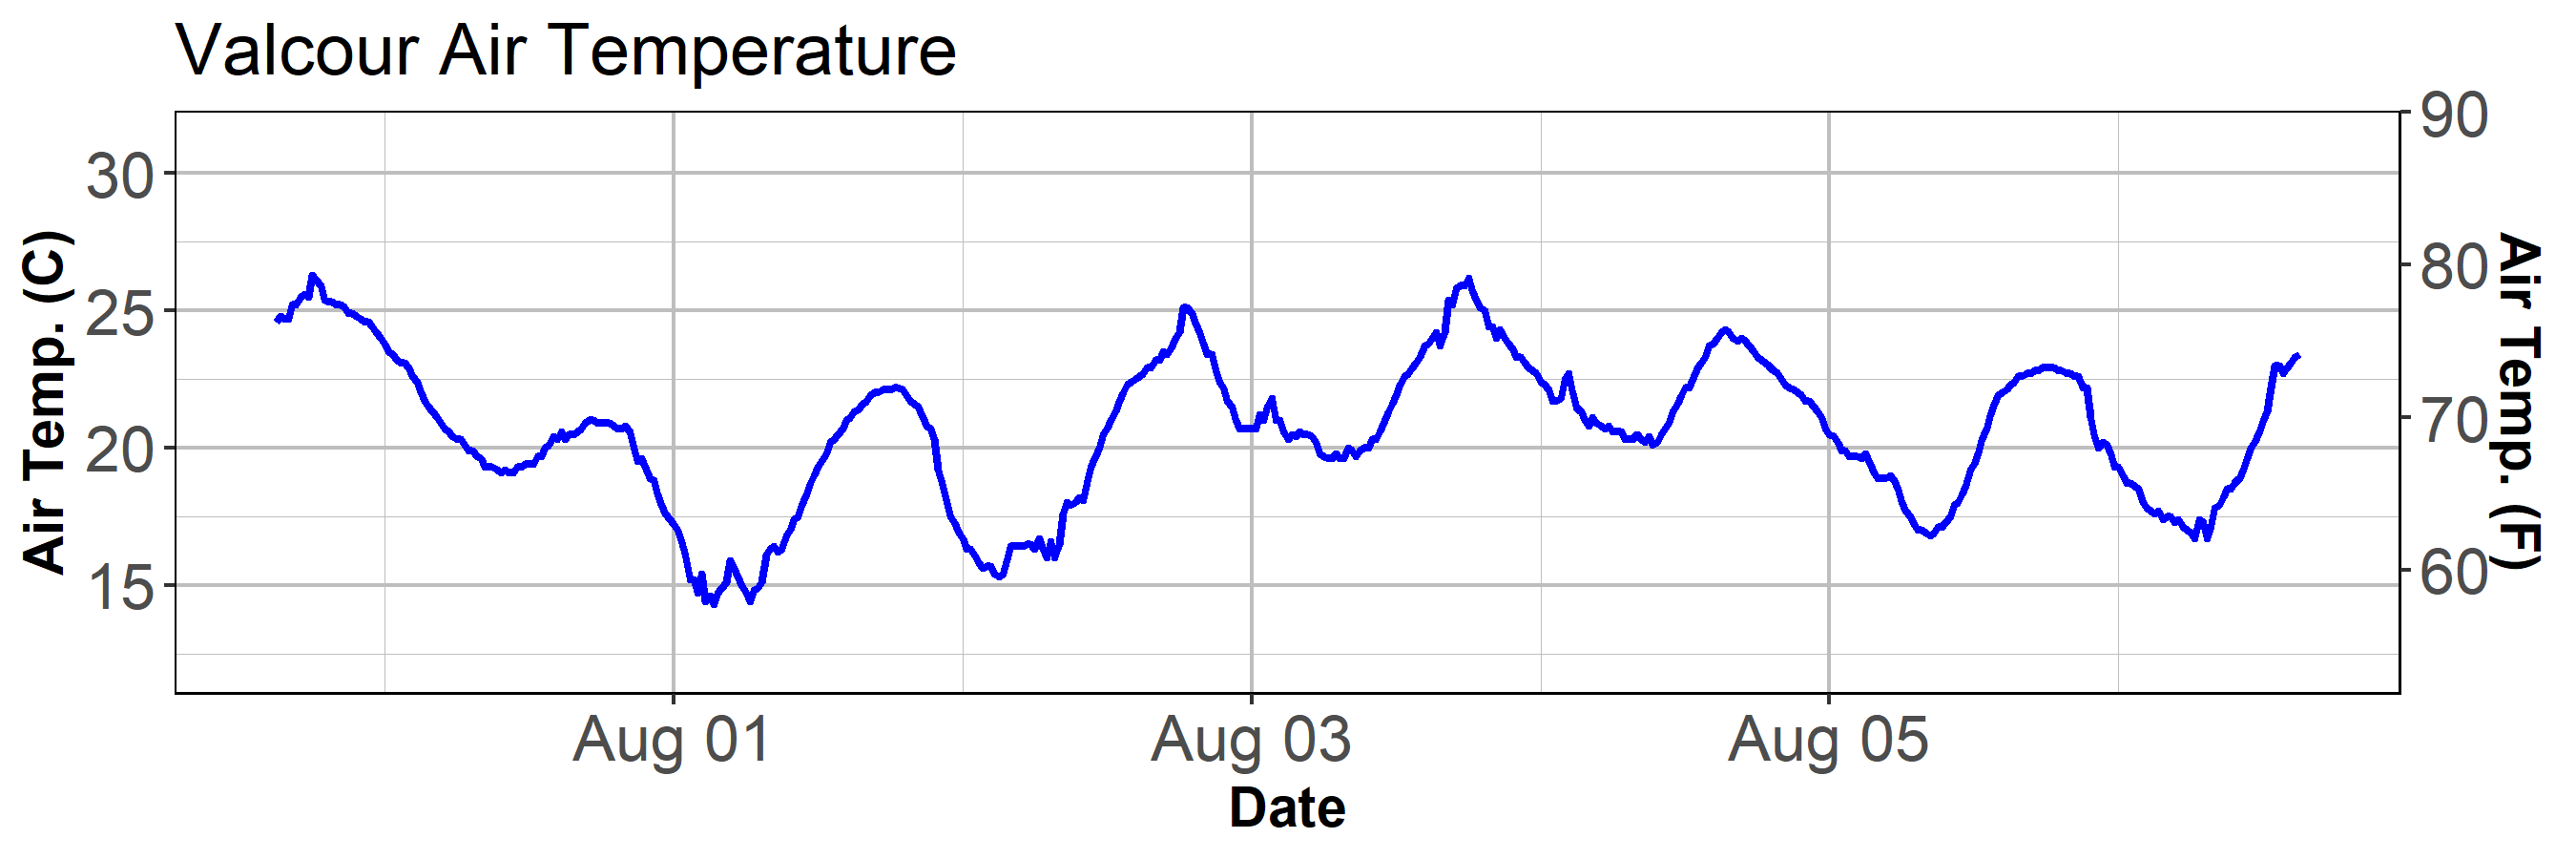 Valcour Air Temperature
Air Temp. (C)
30
25
20
15
90
80
70
60
Air Temp. (F)
Aug 01
Aug 03
Aug 05
Date